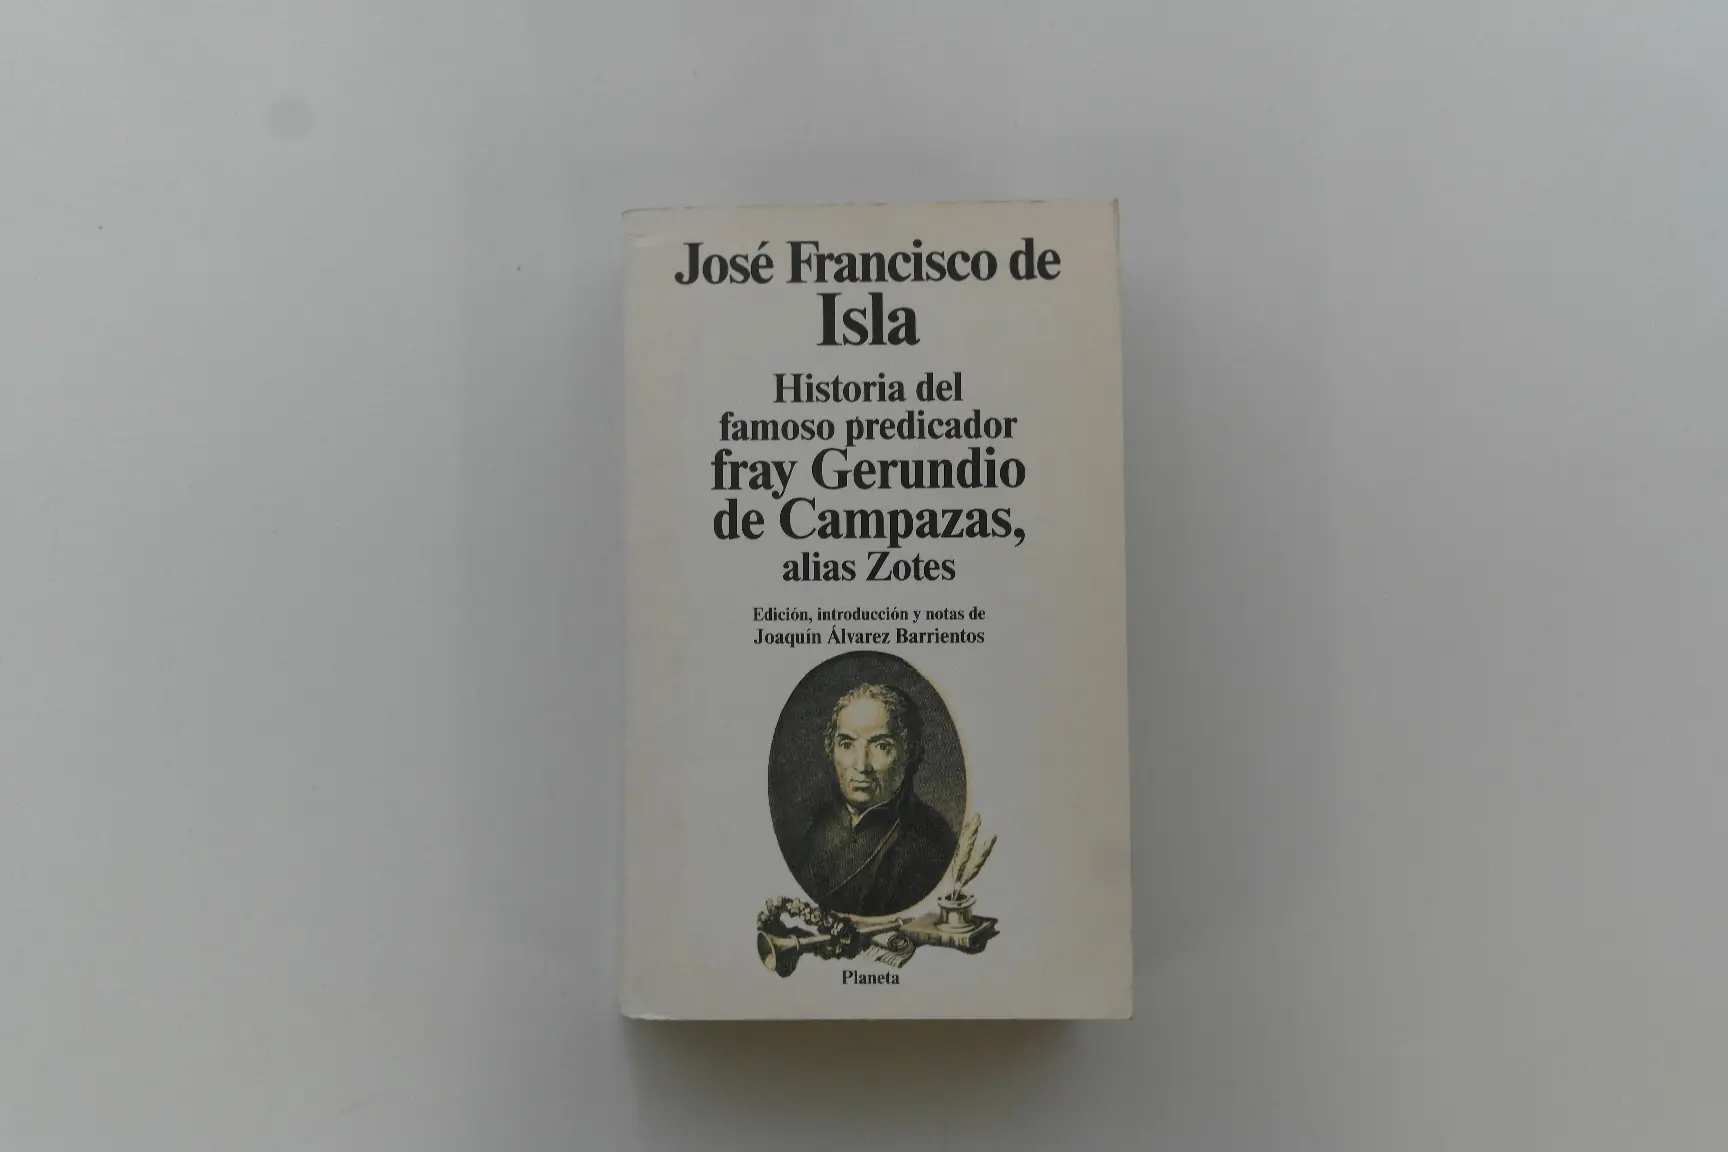 José Francisco de
Isla
Historia del
famoso predicador
fray Gerundio
de Campazas,
alias Zotes
Edición, introducción y notas de
Joaquín Álvarez Barrientos
Planeta